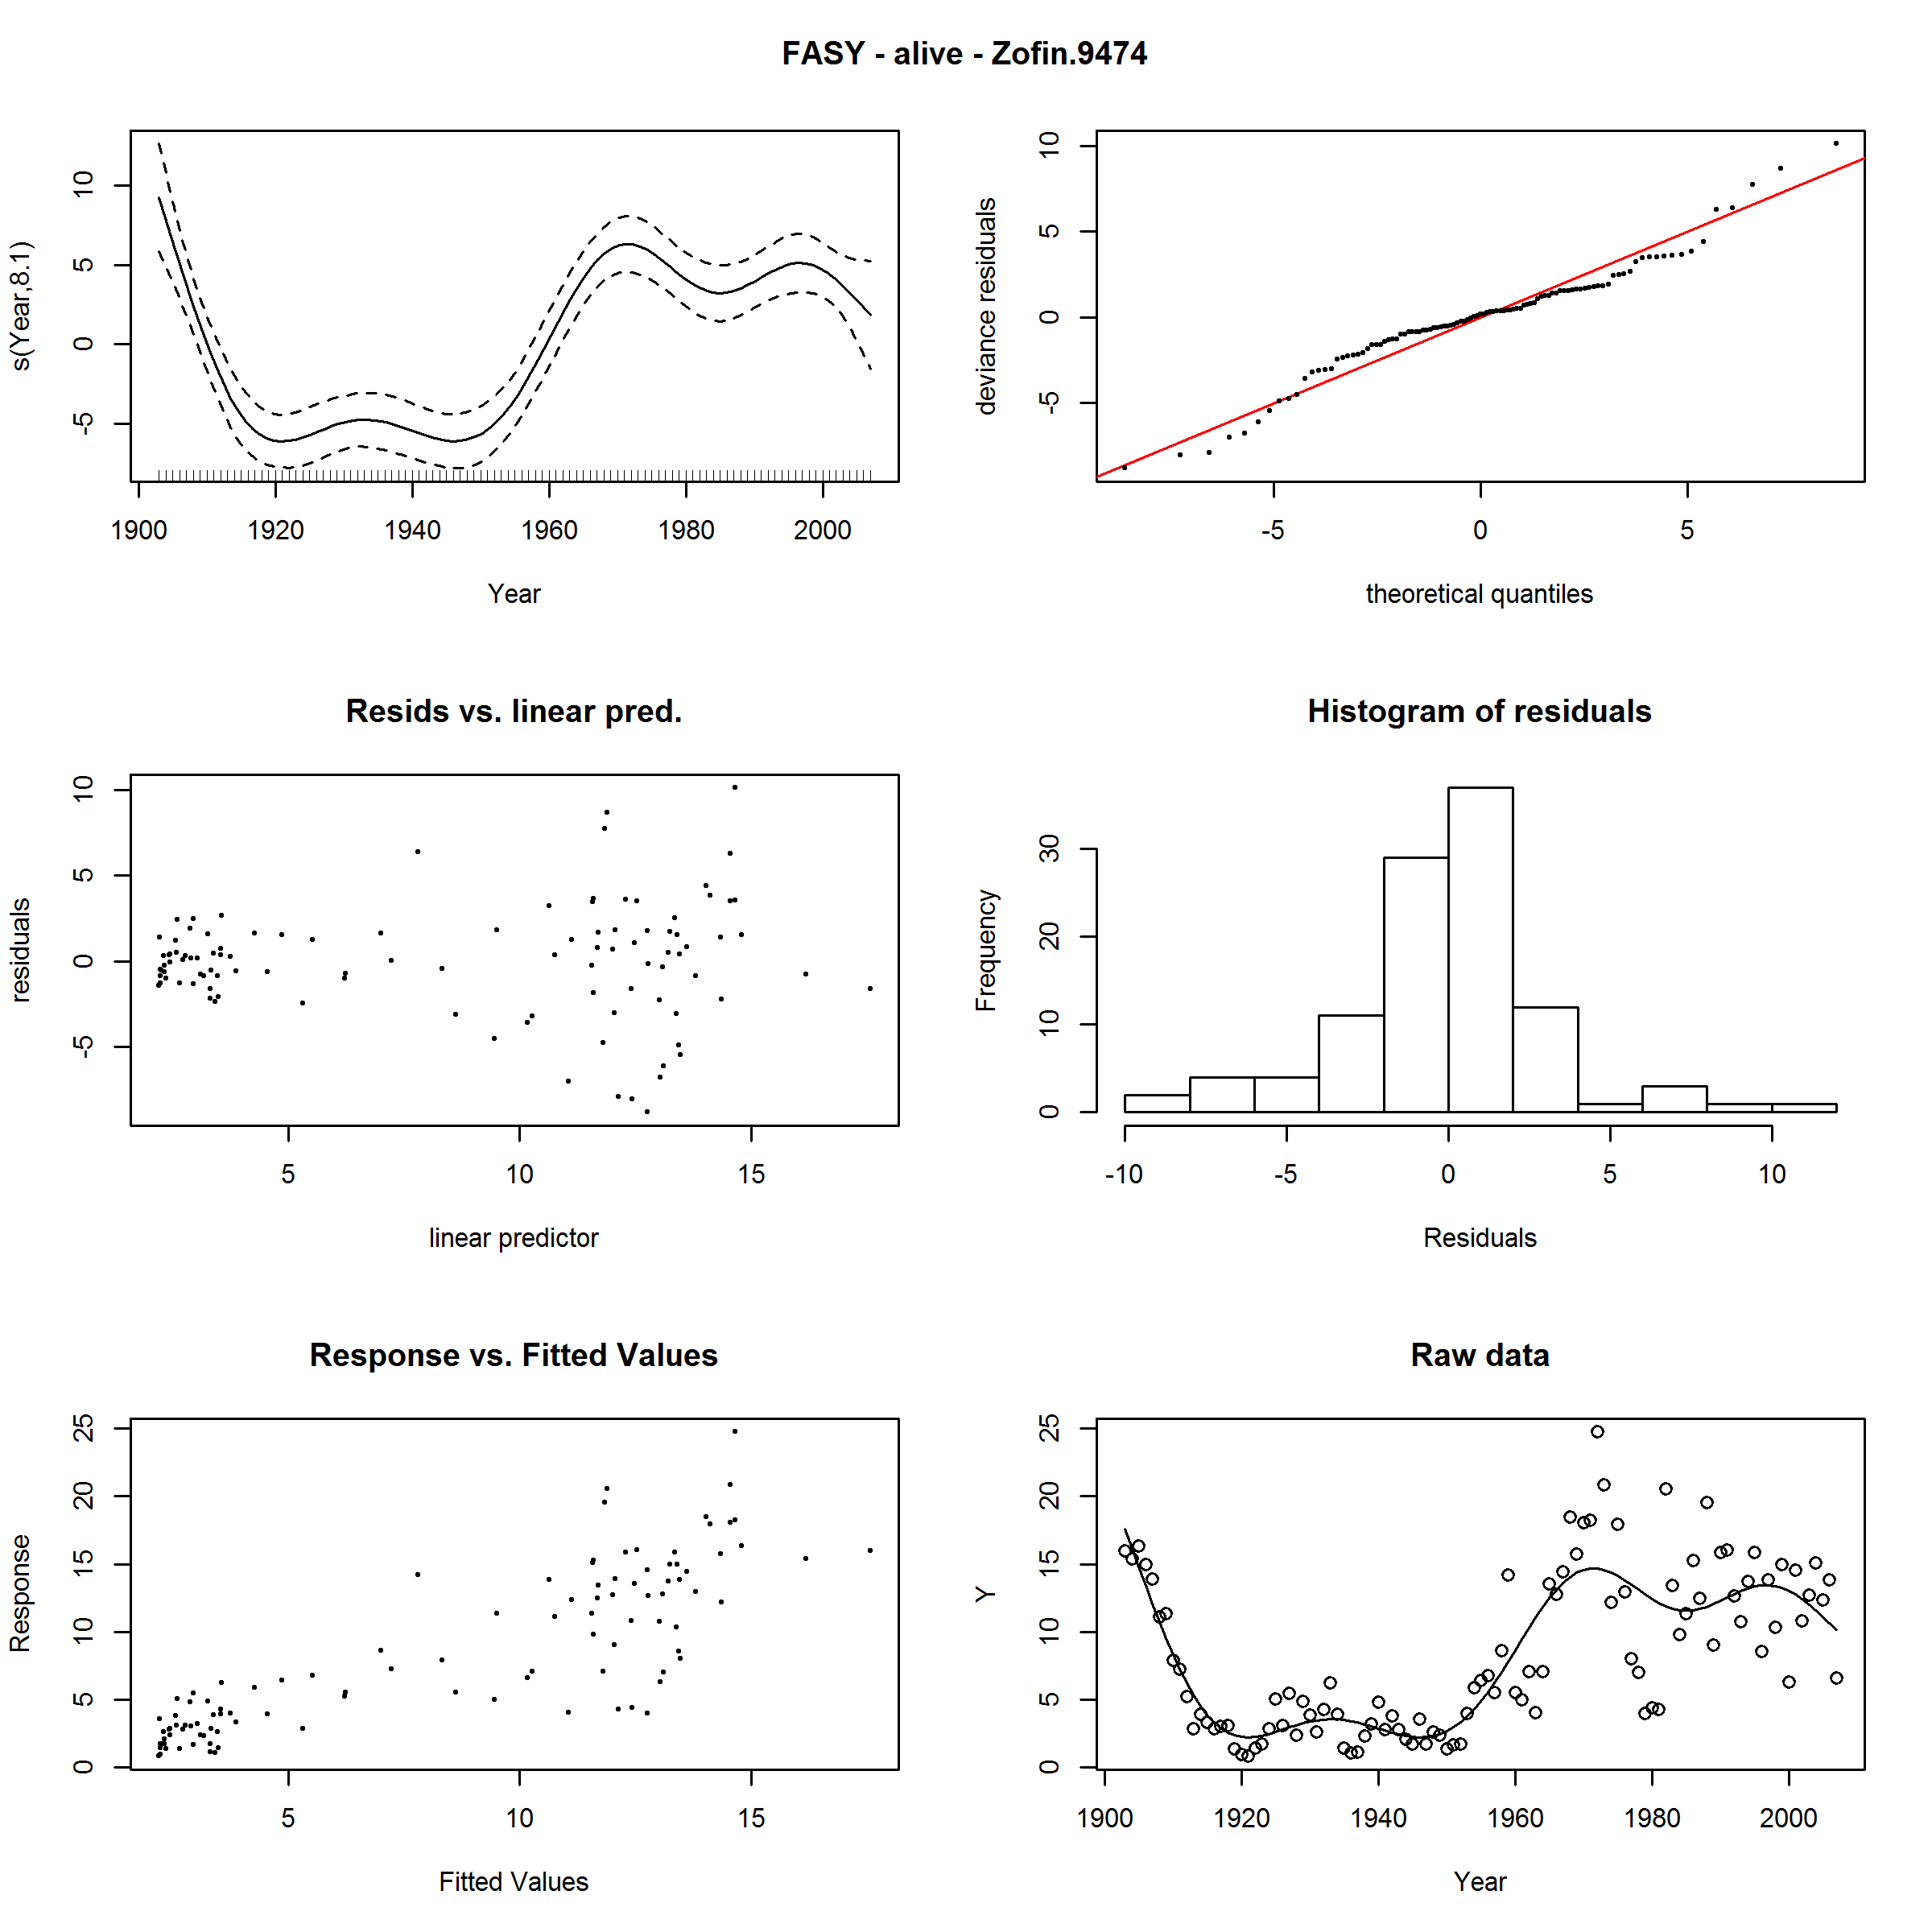 FASY - alive - Zofin.9474
s(Year,8.1)
10
5
0
-5
1900 1920 1940 1960 1980 2000
Year
deviance residuals
10
5
0
-5
-5 0 5
theoretical quantiles
Resids vs. linear pred.
residuals
10
5
0
-5
5 10 15
linear predictor
Histogram of residuals
Frequency
30
20
10
0
-10 -5 0 5 10
Residuals
Response vs. Fitted Values
Response
25
20
15
10
5
0
5 10 15
Fitted Values
Raw data
Y
25
20
15
10
5
0
1900 1920 1940 1960 1980 2000
Year